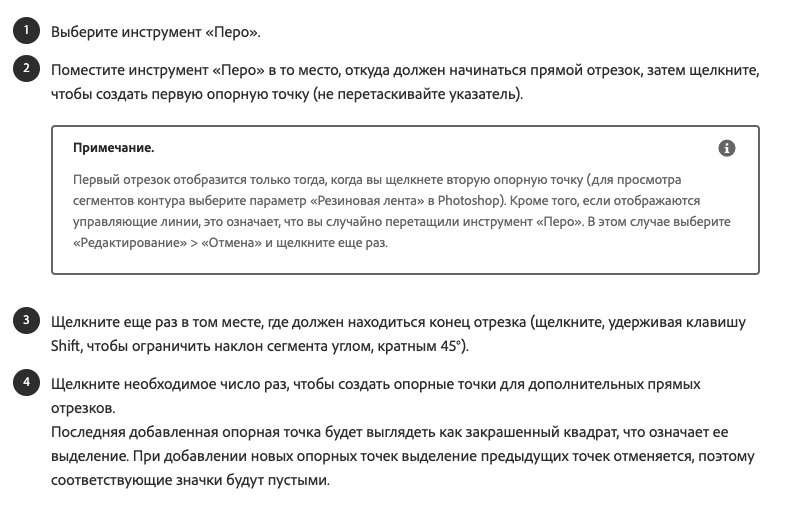 1 Выберите инструмент «Перо».
2 Поместите инструмент «Перо» в то место, откуда должен начинаться прямой отрезок, затем щелкните,
чтобы создать первую опорную точку (не перетаскивайте указатель).
Примечание.
Первый отрезок отобразится только тогда, когда вы щелкнете вторую опорную точку (для просмотра
сегментов контура выберите параметр «Резиновая лента» в Photoshop). Кроме того, если отображаются
управляющие линии, это означает, что вы случайно перетащили инструмент «Перо». В этом случае выберите
«Редактирование» > «Отмена» и щелкните еще раз.
3 Щелкните еще раз в том месте, где должен находиться конец отрезка (щелкните, удерживая клавишу
Shift, чтобы ограничить наклон сегмента углом, кратным 45°).
4 Щелкните необходимое число раз, чтобы создать опорные точки для дополнительных прямых
отрезков.
Последняя добавленная опорная точка будет выглядеть как закрашенный квадрат, что означает ее
выделение. При добавлении новых опорных точек выделение предыдущих точек отменяется, поэтому
соответствующие значки будут пустыми.